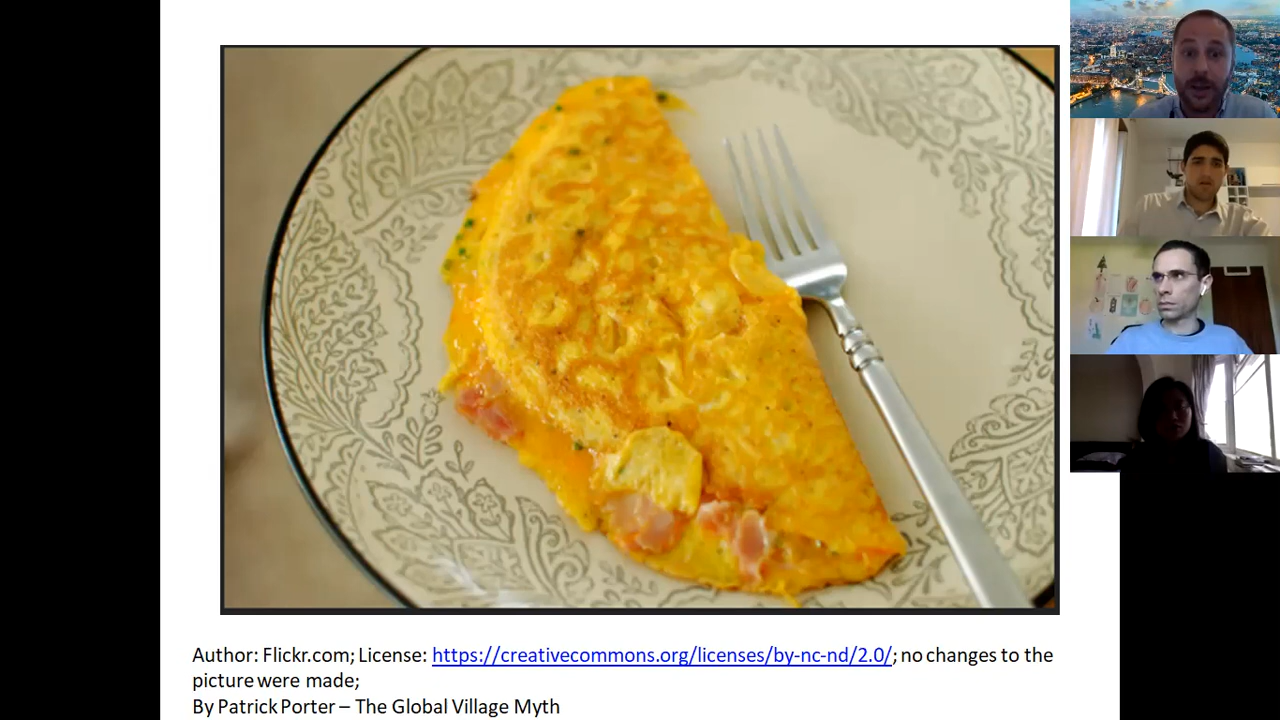 Author: Flickr.com; License: https://creativecommons.org/licenses/by-nc-nd/2.0/; no changes to the
picture were made;
By Patrick Porter – The Global Village Myth